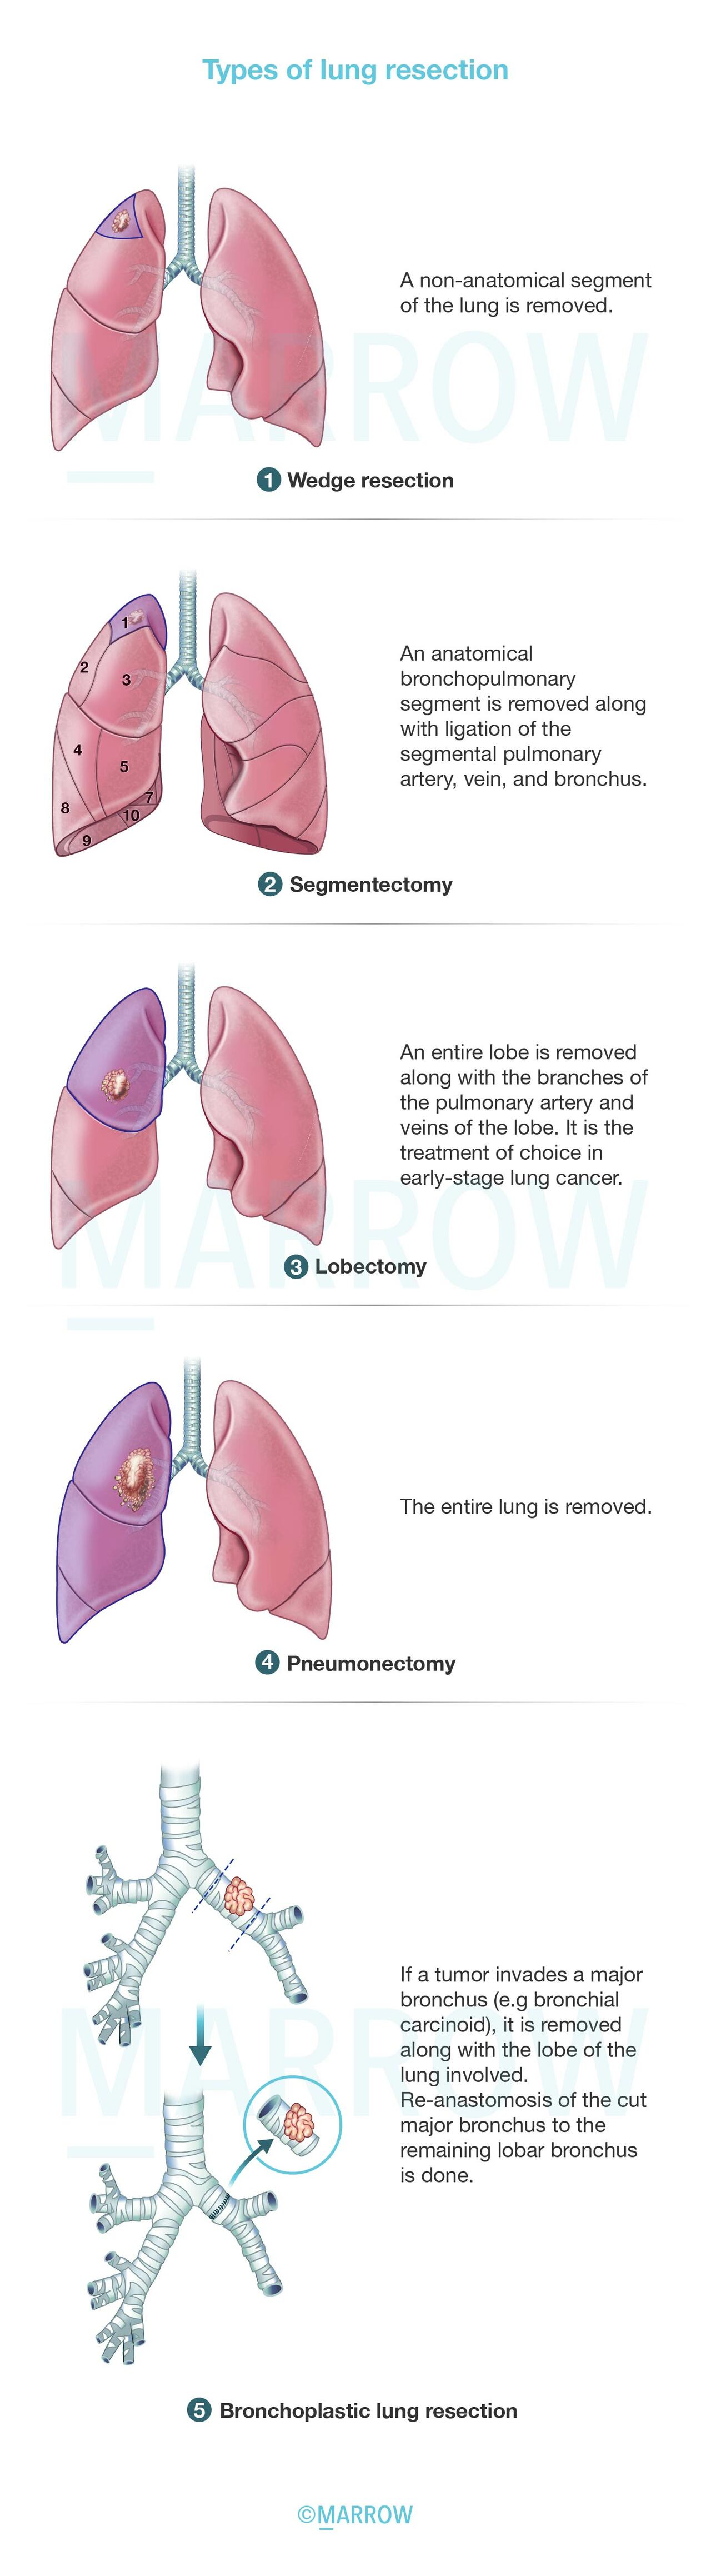 Types of lung resection
A non-anatomical segment
of the lung is removed.
MARROW
1 Wedge resection
1
2
3
4
5
7
8
10
9
An anatomical
bronchopulmonary
segment is removed along
with ligation of the
segmental pulmonary
artery, vein, and bronchus.
2 Segmentectomy
An entire lobe is removed
along with the branches of
the pulmonary artery and
veins of the lobe. It is the
treatment of choice in
early-stage lung cancer.
MARROW
3 Lobectomy
The entire lung is removed.
4 Pneumonectomy
If a tumor invades a major
bronchus (e.g bronchial
carcinoid), it is removed
along with the lobe of the
lung involved.
Re-anastomosis of the cut
major bronchus to the
remaining lobar bronchus
is done.
MARROW
5 Bronchoplastic lung resection
©MARROW